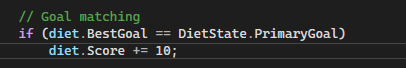 // Goal matching
if (diet.BestGoal == DietState.PrimaryGoal)
diet.Score += 10;